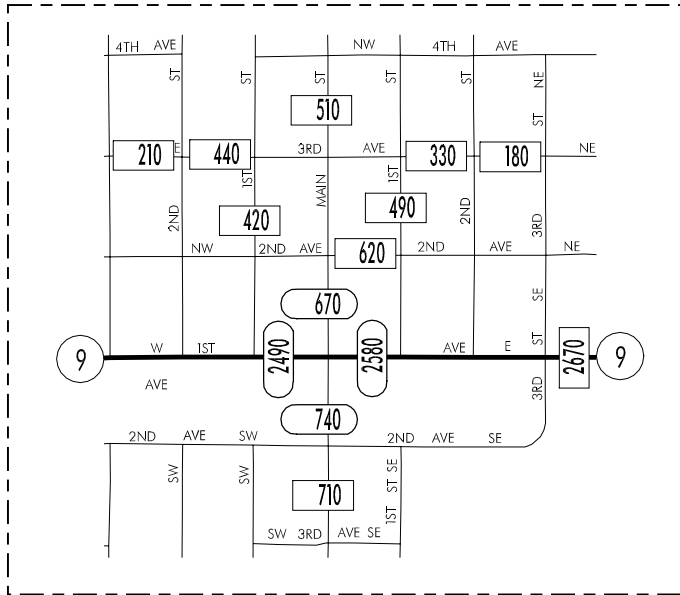 4TH AVE NW 4TH AVE
ST ST ST ST ST NE
510
ST
210 E 440 3RD AVE 330 180 NE
1ST 1ST
MAIN
2ND 420 490 2ND 3RD
NW 2ND AVE 620 2ND AVE NE
SE
670
ST
9 W 1ST 2490 2580 AVE E 2670 9
AVE 3RD
740
2ND AVE SW 2ND AVE SE
SW SW SE
ST
710
1ST
SW 3RD AVE SE